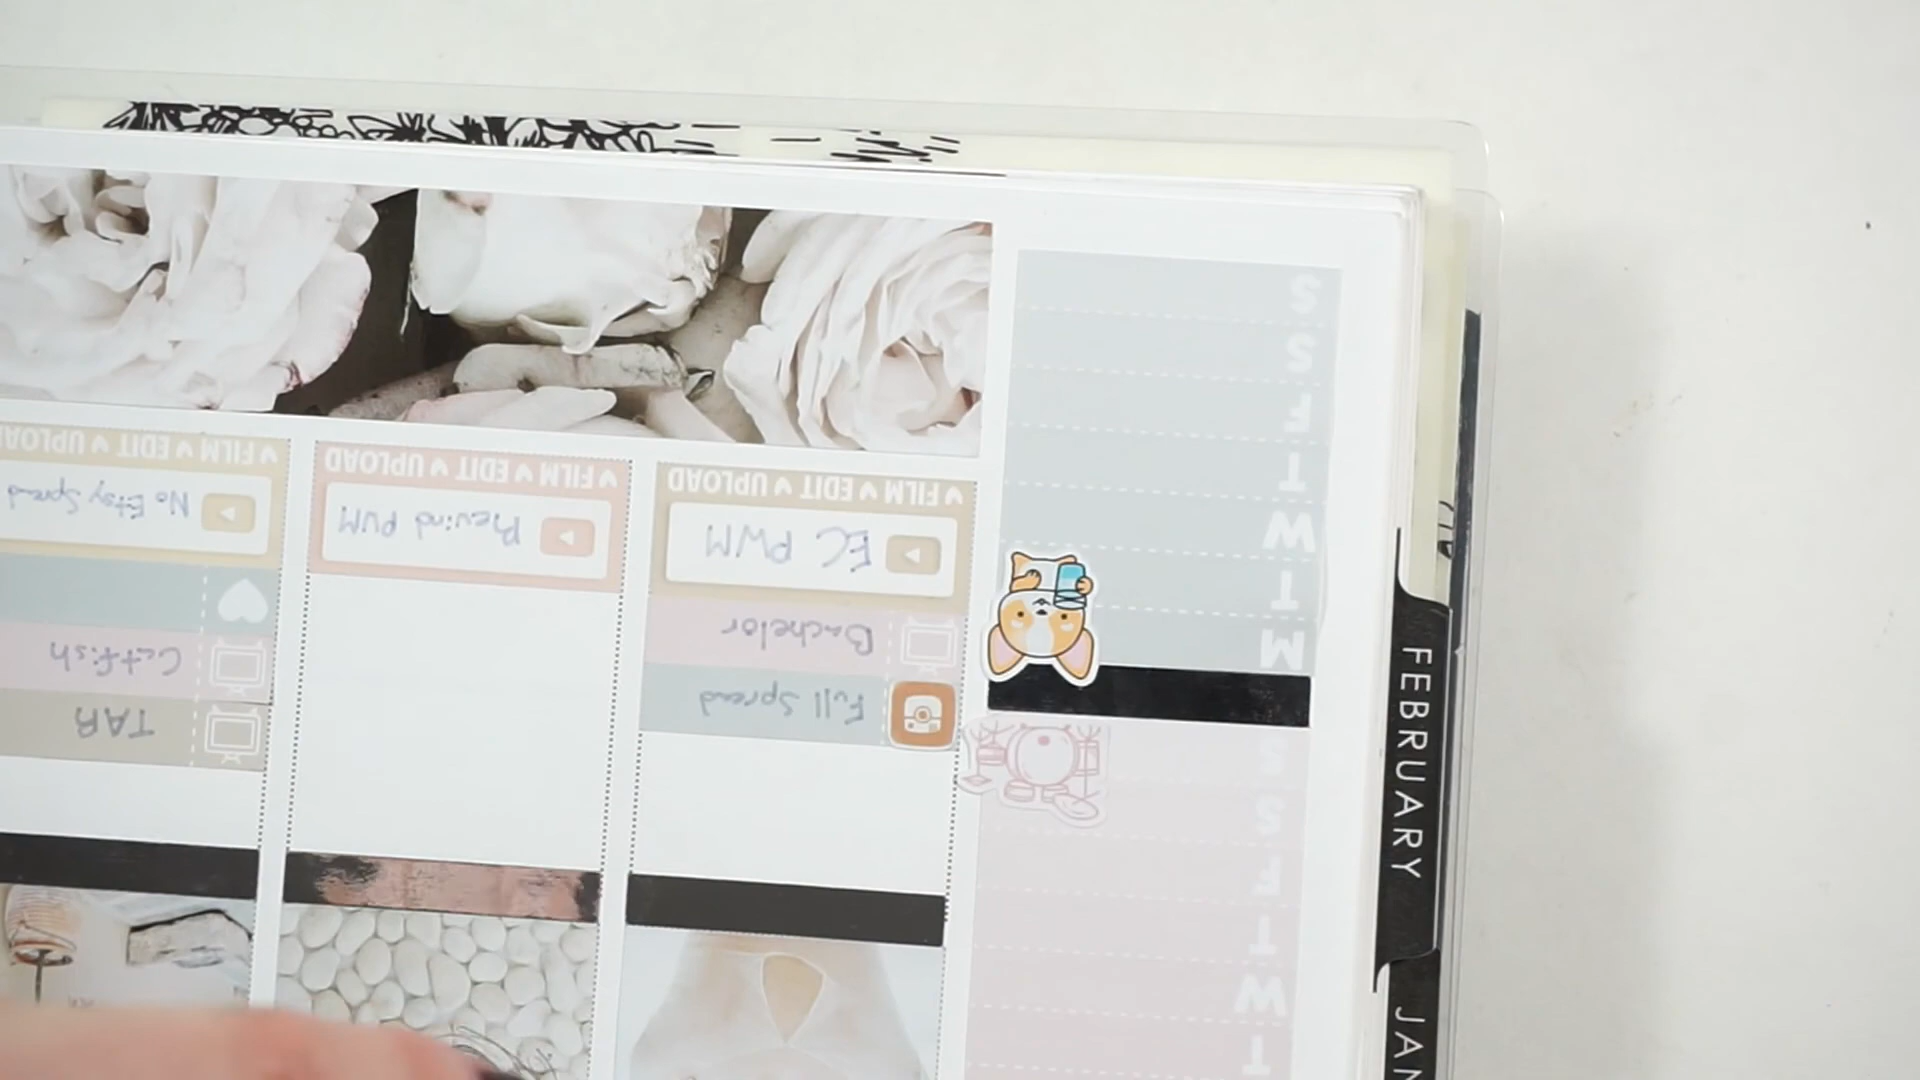 FEBRUARY
JAN
T
W
T
F
S
S
M
T
W
T
F
S
S
Full Spread
Bachelor
EC PWM
♥ FILM ♥ EDIT ♥ UPLOAD
Rewind PWM
♥ FILM ♥ EDIT ♥ UPLOAD
TAR
Catfish
No Etsy Spread
♥ FILM ♥ EDIT ♥ UPLOAD